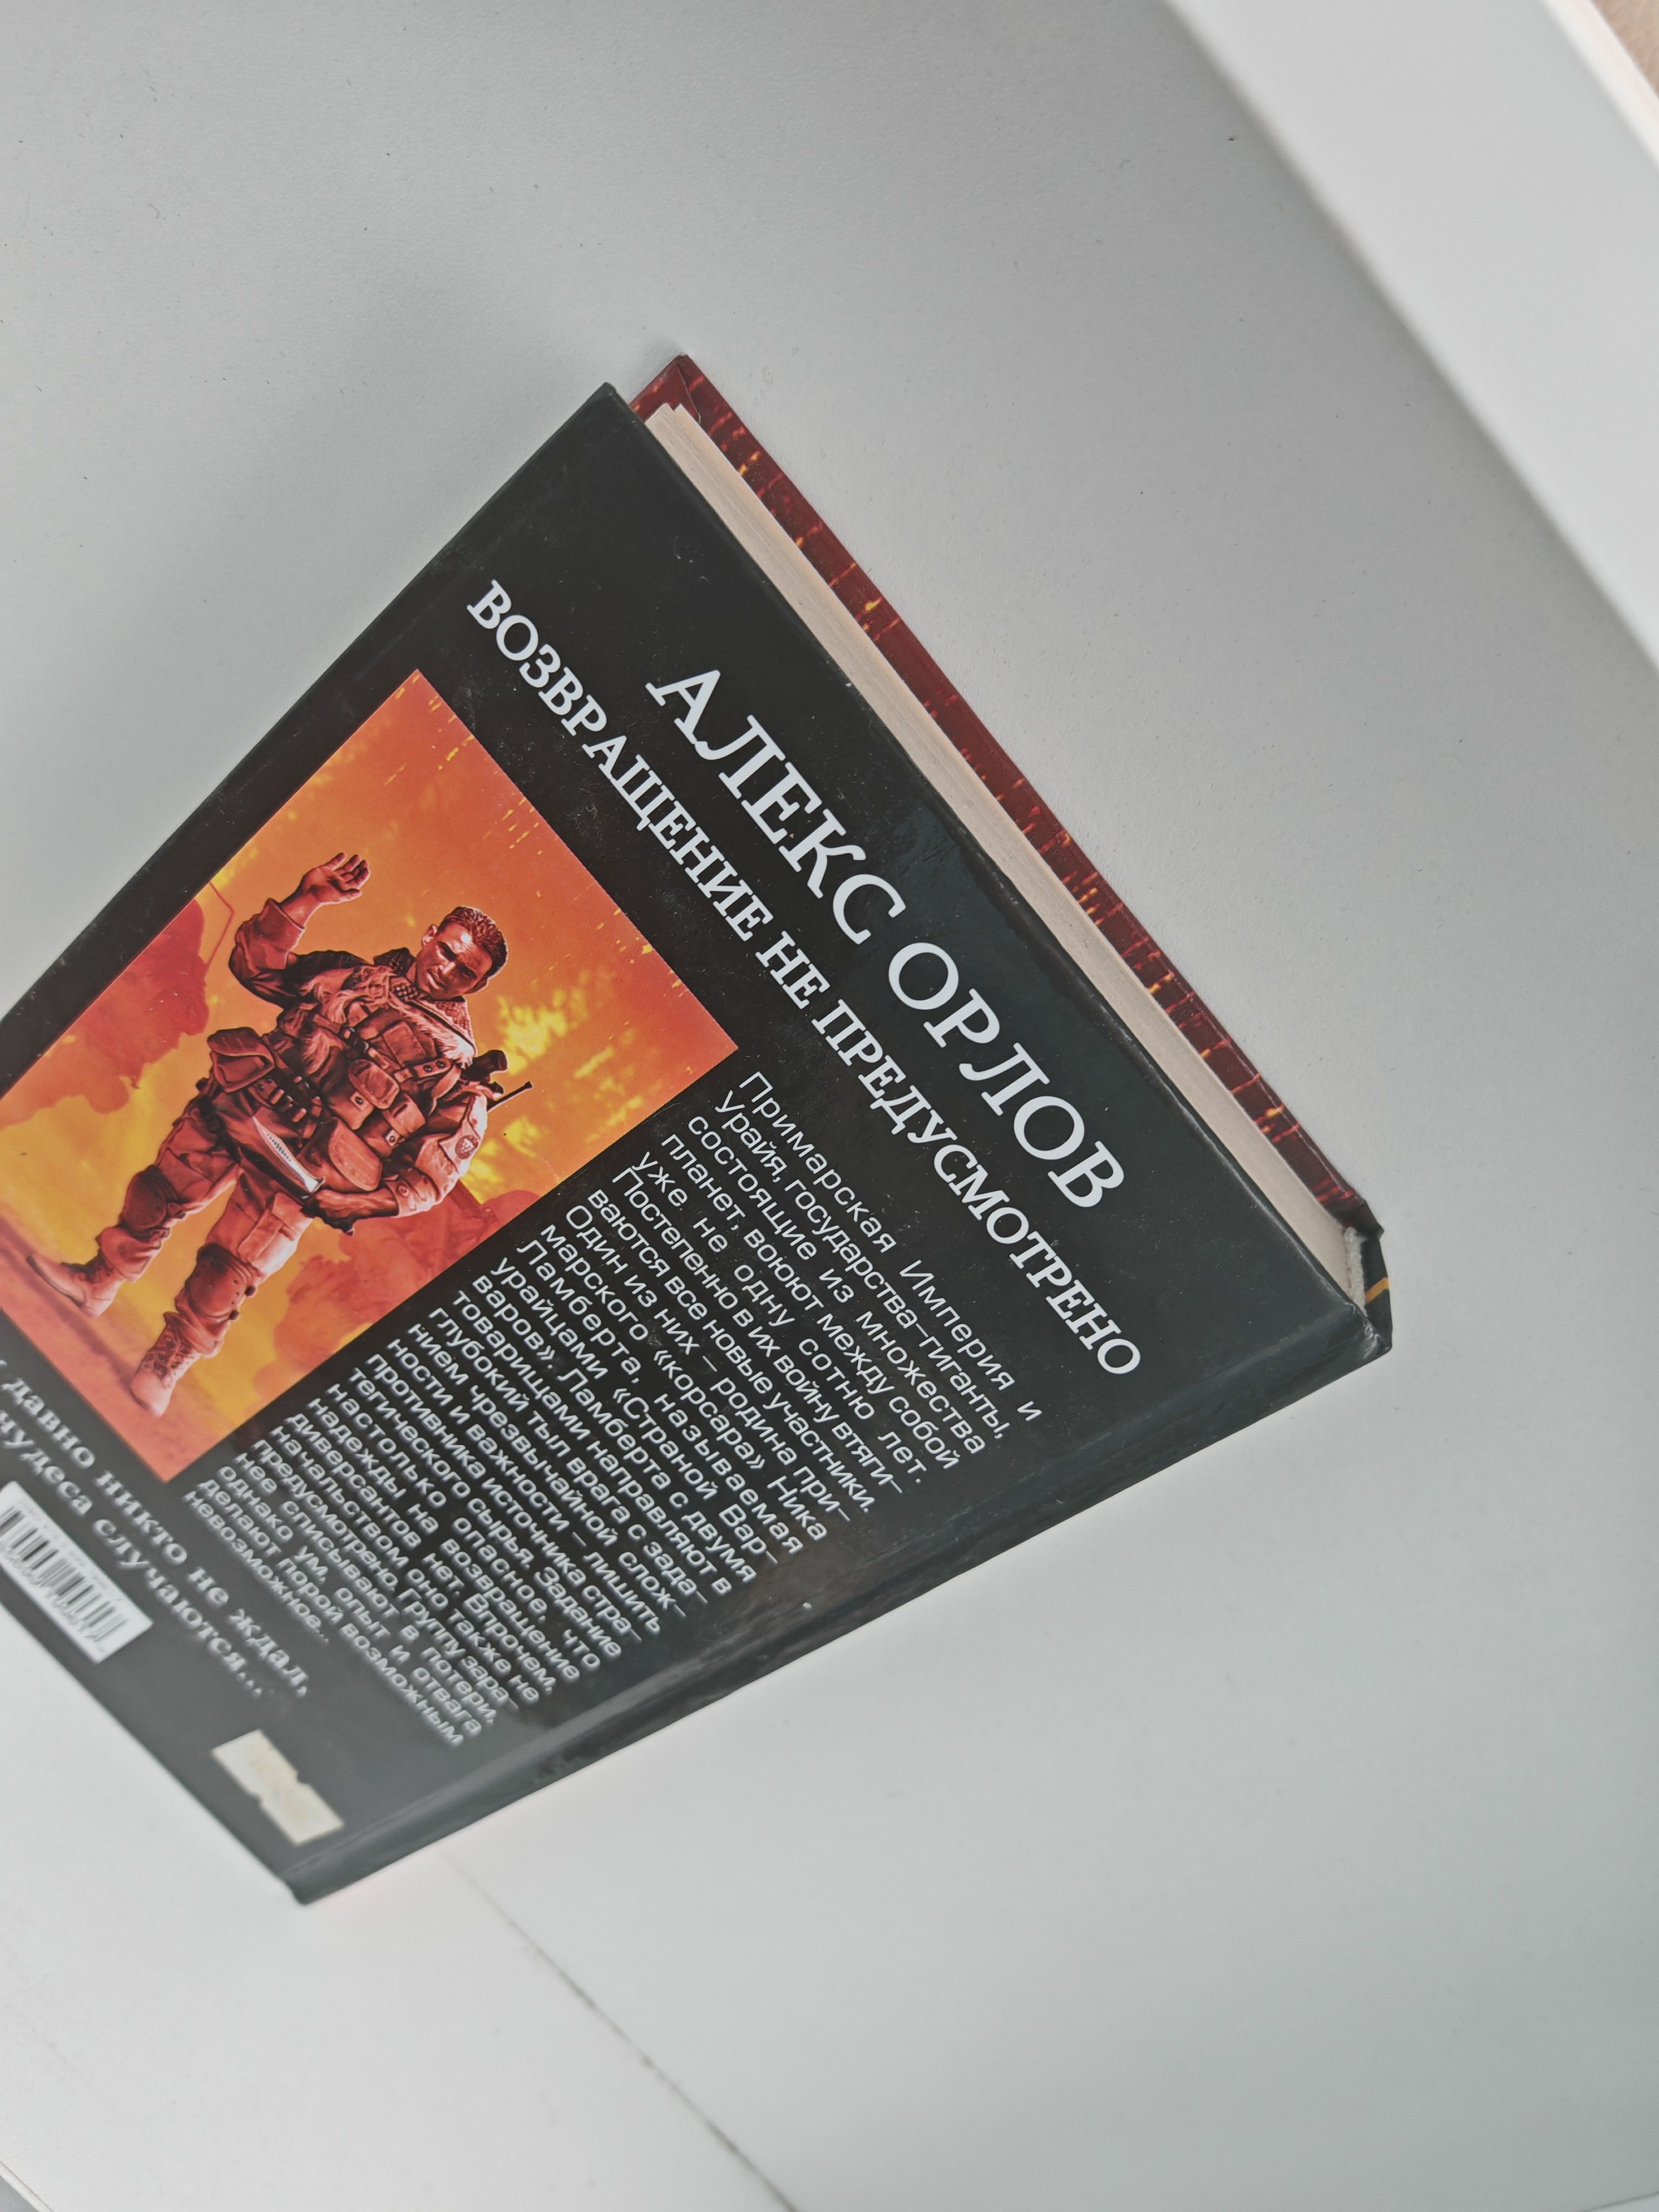 АЛЕКС ОРЛОВ
ВОЗВРАЩЕНИЕ НЕ ПРЕДУСМОТРЕНО
Примарская Империя и
Урайя, государства-гиганты,
состоящие из множества
планет, воюют между собой
уже не одну сотню лет.
Постепенно в их войну втяги-
ваются все новые участники.
Один из них – родина при-
марского «корсара» Ника
Ламберта, называемая
урайцами «Страной Вар-
варов». Ламберта с двумя
товарищами направляют в
глубокий тыл врага с зада-
нием чрезвычайной слож-
ности и важности – лишить
противника источника стра-
тегического сырья. Задание
настолько опасное, что
надежды на возвращение
диверсантов нет. Впрочем,
начальством оно также не
предусмотрено. Группу зара-
нее списывают в потери,
однако ум, опыт и отвага
делают порой возможным
невозможное...
давно никто не ждал,
чудеса случаются...